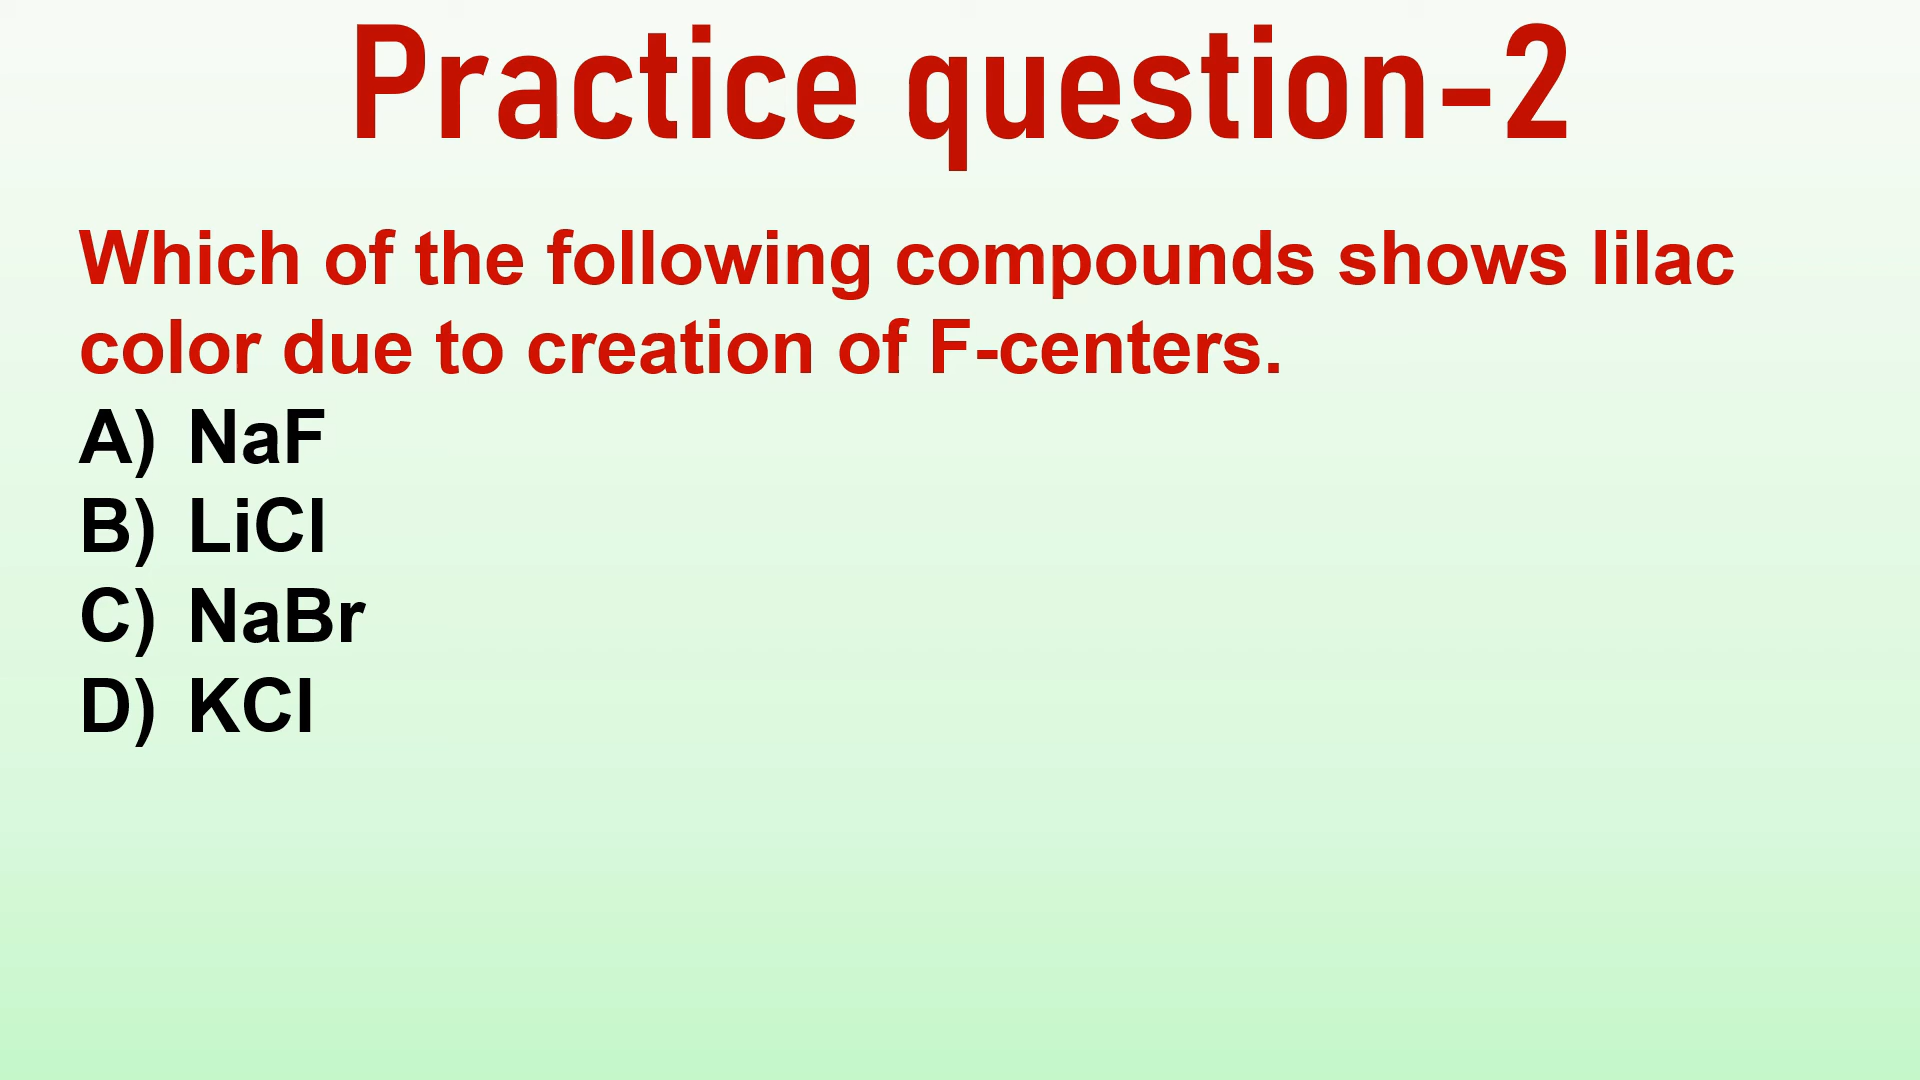 Practice question-2
Which of the following compounds shows lilac
color due to creation of F-centers.
A) NaF
B) LiCl
C) NaBr
D) KCl